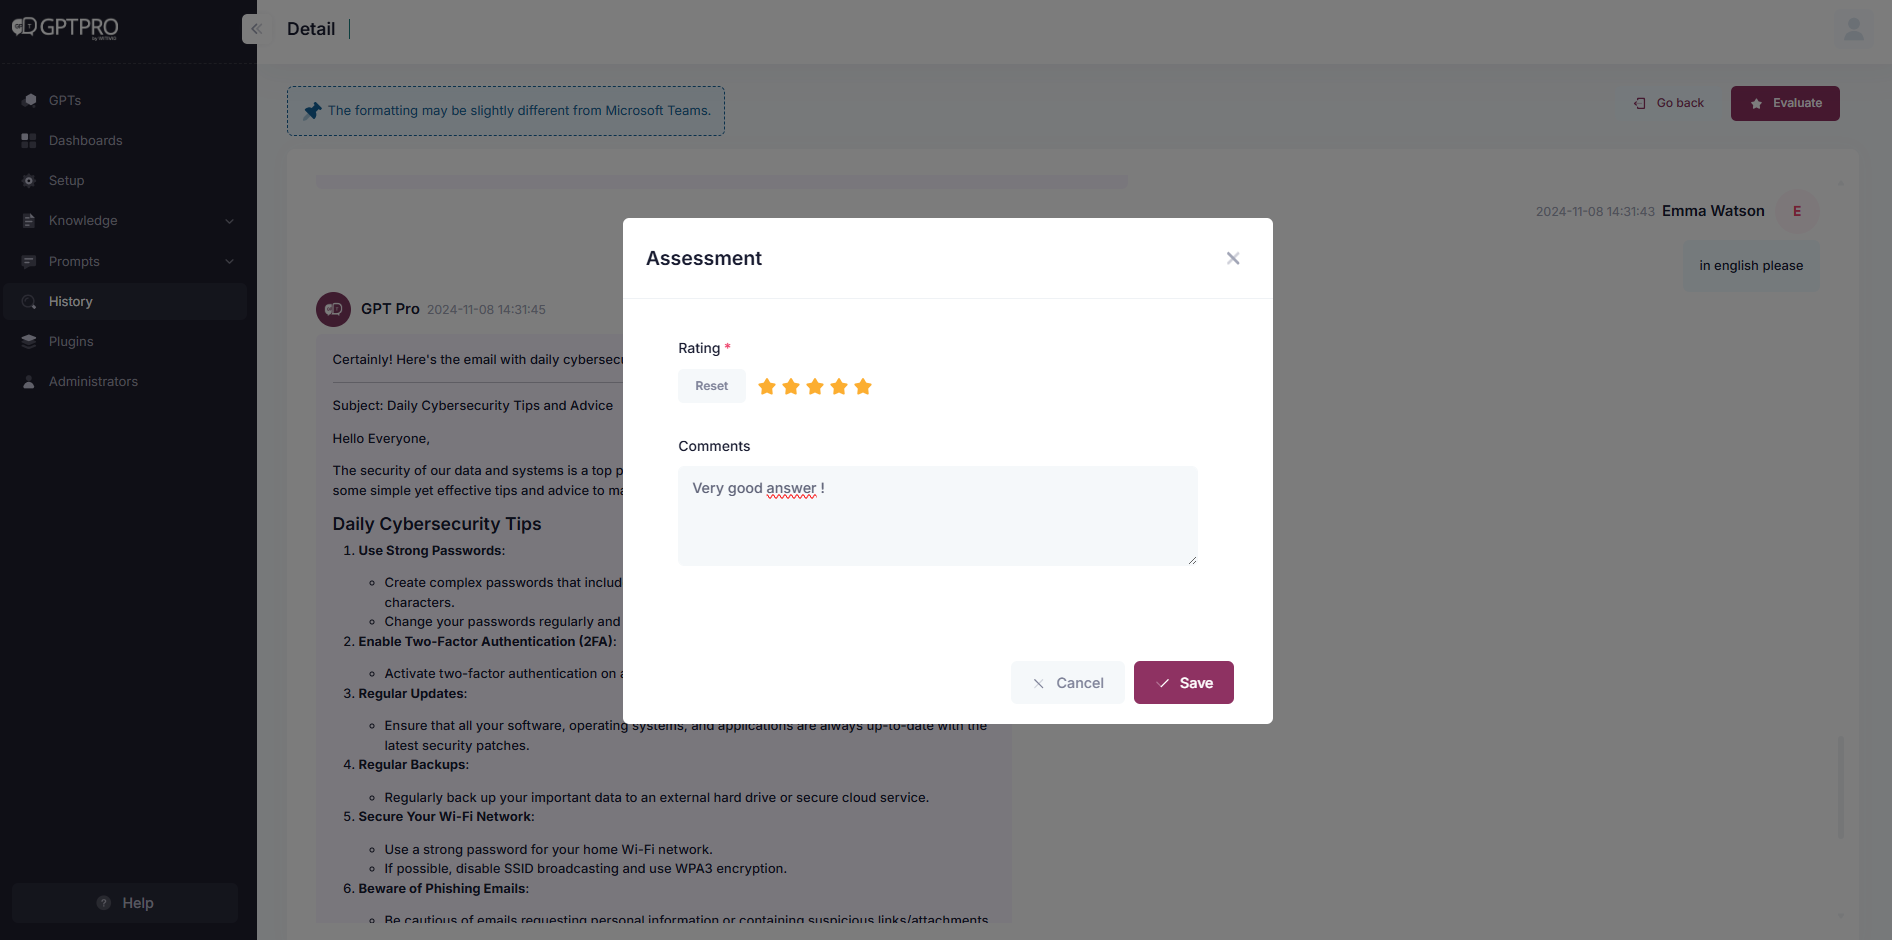 GPTPRO
Detail
GPTs
Dashboards
Setup
Knowledge
Prompts
History
Plugins
Administrators
Help
The formatting may be slightly different from Microsoft Teams.
Go back
Evaluate
2024-11-08 14:31:43 Emma Watson E
in english please
GPT Pro 2024-11-08 14:31:45
Certainly! Here's the email with daily
Subject: Daily Cybersecurity Tips and Advice
Hello Everyone,
The security of our data and systems is a top
some simple yet effective tips and advice to
Daily Cybersecurity Tips
1. Use Strong Passwords:
Create complex passwords that
characters.
Change your passwords regularly and
2. Enable Two-Factor Authentication (2FA):
Activate two-factor authentication on
3. Regular Updates:
Ensure that all your software, operating systems, and applications are always up-to-date with the
latest security patches.
4. Regular Backups:
Regularly back up your important data to an external hard drive or secure cloud service.
5. Secure Your Wi-Fi Network:
Use a strong password for your home Wi-Fi network.
If possible, disable SSID broadcasting and use WPA3 encryption.
6. Beware of Phishing Emails:
Be cautious of emails requesting personal information or containing suspicious links/attachments
Assessment
Rating *
Reset
Comments
Very good answer !
Cancel
Save